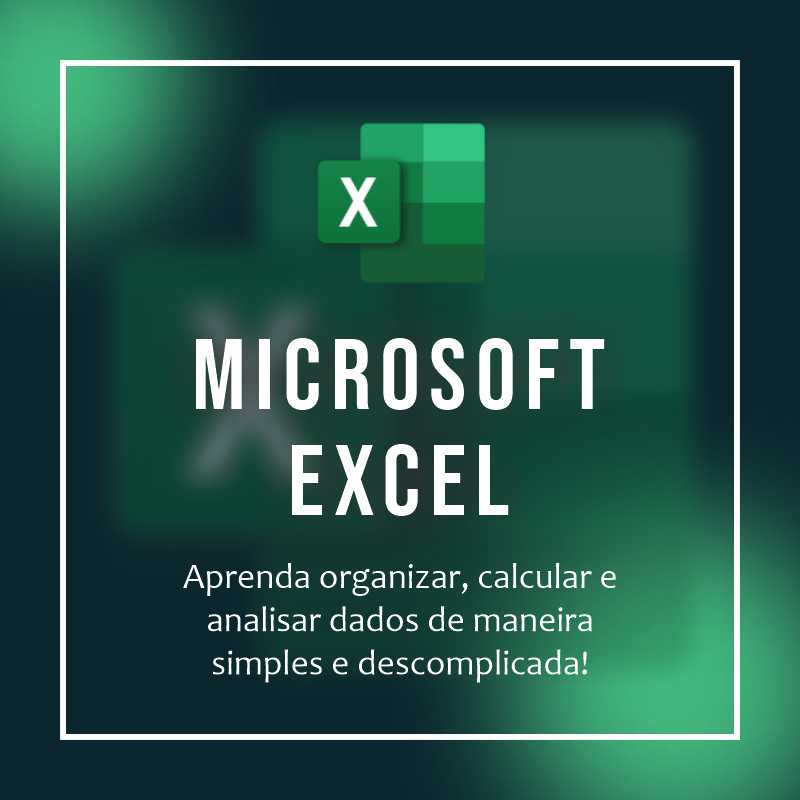 X
MICROSOFT
EXCEL
Aprenda organizar, calcular e
analisar dados de maneira
simples e descomplicada!